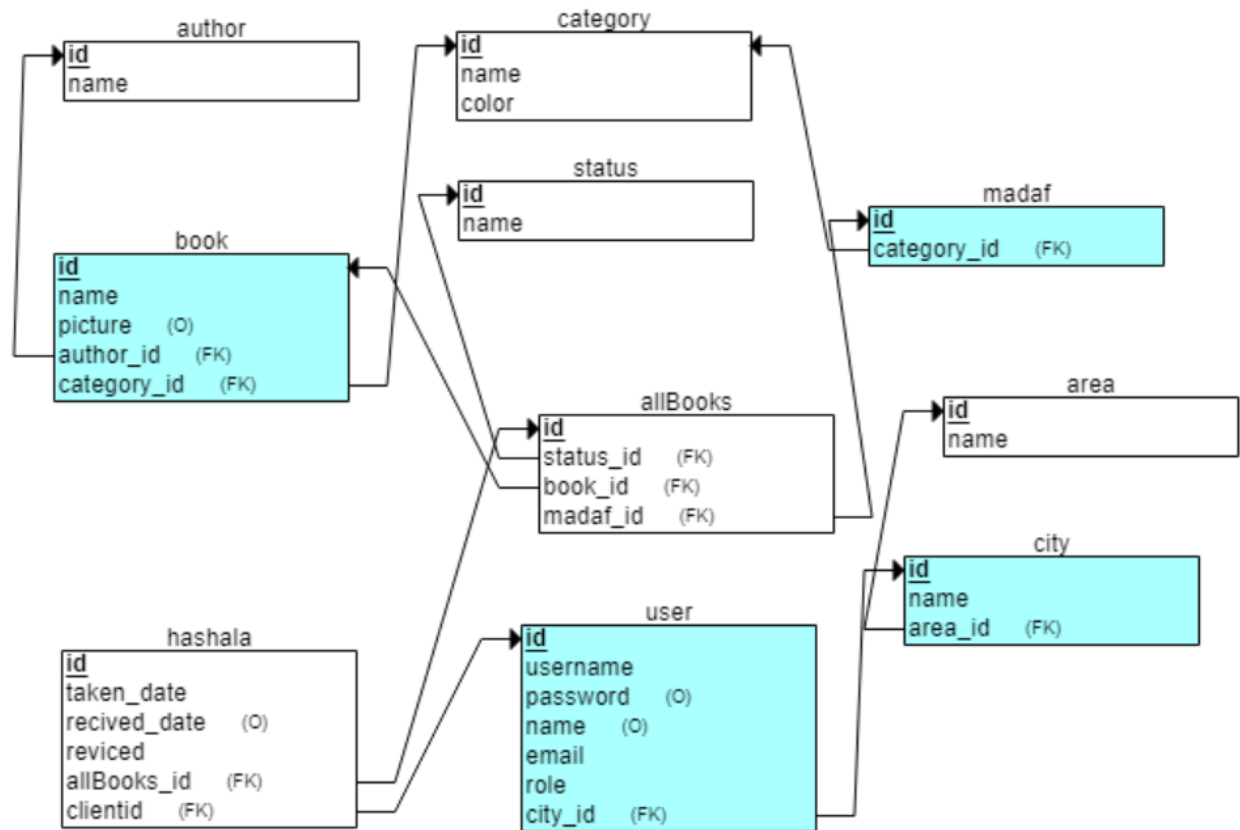 author
id
name
category
id
name
color
status
id
name
madaf
id
category_id (FK)
book
id
name
picture (O)
author_id (FK)
category_id (FK)
allBooks
id
status_id (FK)
book_id (FK)
madaf_id (FK)
area
id
name
city
id
name
area_id (FK)
hashala
id
taken_date
recived_date (O)
reviced
allBooks_id (FK)
clientid (FK)
user
id
username
password (O)
name (O)
email
role
city_id (FK)